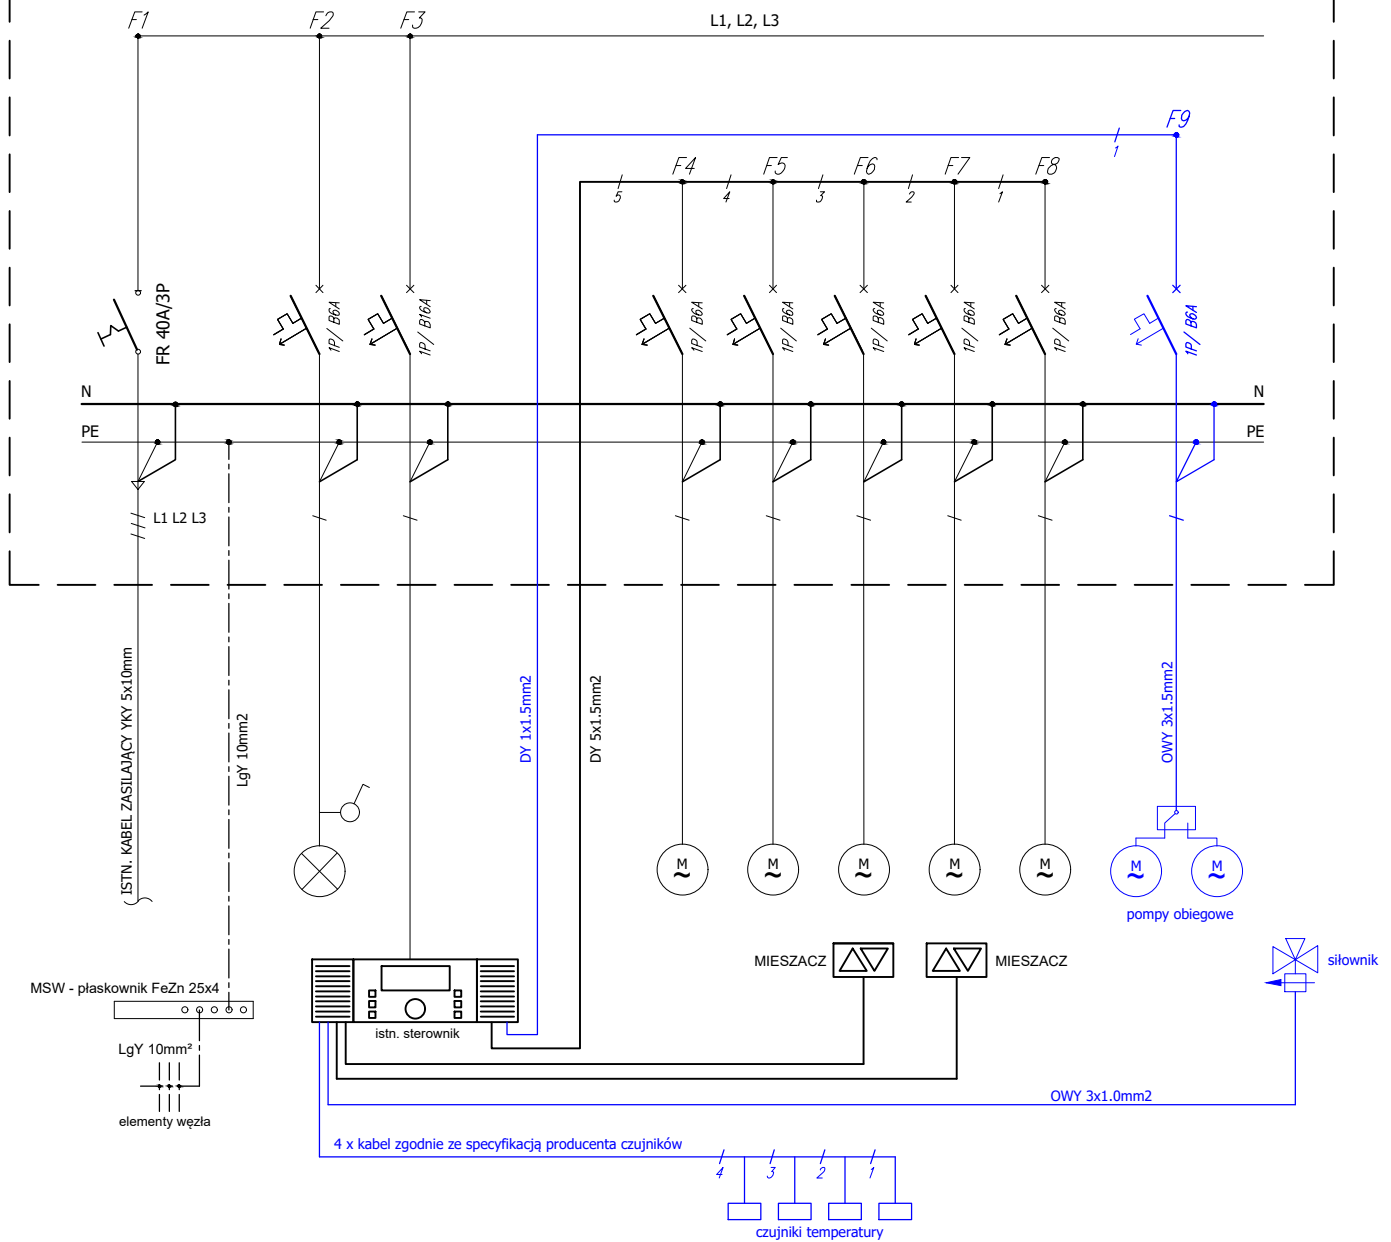 F1 F2 F3 L1, L2, L3
F9
1
F4 F5 F6 F7 F8
5 4 3 2 1
FR 40A/3P
1P/ B6A
1P/ B16A
1P/ B6A
1P/ B6A
1P/ B6A
1P/ B6A
1P/ B6A
1P/ B6A
N N
PE PE
L1 L2 L3
ISTN. KABEL ZASILAJĄCY YKY 5x10mm
LgY 10mm2
DY 1x1.5mm2
DY 5x1.5mm2
OWY 3x1.5mm2
M M M M M M M
~ ~ ~ ~ ~ ~ ~
pompy obiegowe
MIESZACZ MIESZACZ
siłownik
MSW - płaskownik FeZn 25x4
istn. sterownik
LgY 10mm²
elementy węzła
OWY 3x1.0mm2
4 x kabel zgodnie ze specyfikacją producenta czujników
4 3 2 1
czujniki temperatury